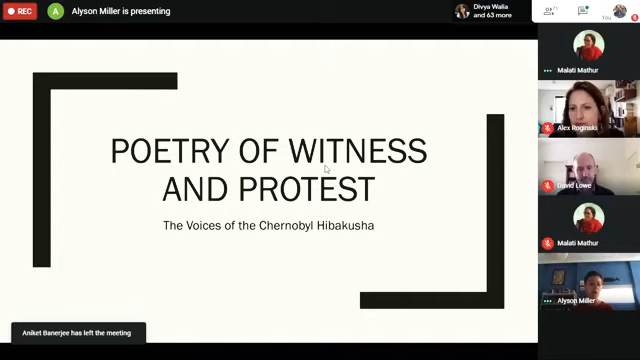 REC
A
Alyson Miller is presenting
Divya Walia
and 63 more
71
You
POETRY OF WITNESS
AND PROTEST
The Voices of the Chernobyl Hibakusha
Malati Mathur
Alex Roginski
David Lowe
Malati Mathur
Alyson Miller
Aniket Banerjee has left the meeting